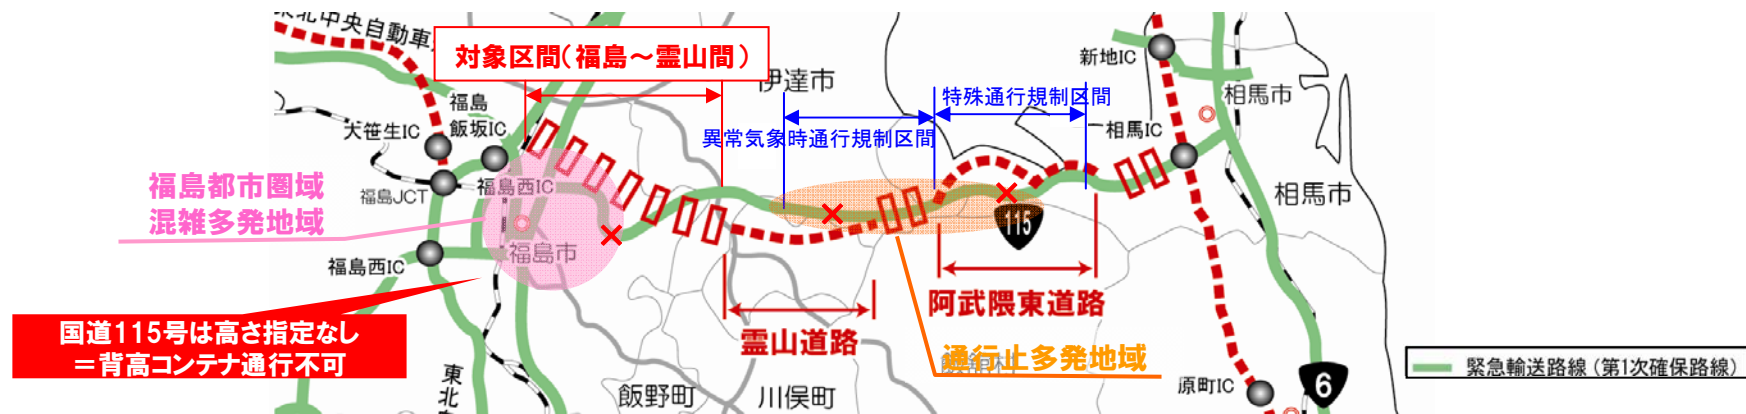 東北中央自動車
対象区間(福島～霊山間)
伊達市
新地IC
相馬市
福島
飯坂IC
大笹生IC
特殊通行規制区間
相馬IC
異常気象時通行規制区間
福島都市圏域
混雑多発地域
福島JCT
福島西IC
相馬市
115
福島市
福島西IC
国道115号は高さ指定なし
=背高コンテナ通行不可
霊山道路
阿武隈東道路
通行止多発地域
飯野町
川俣町
東北
原町IC
6
緊急輸送路線(第1次確保路線)